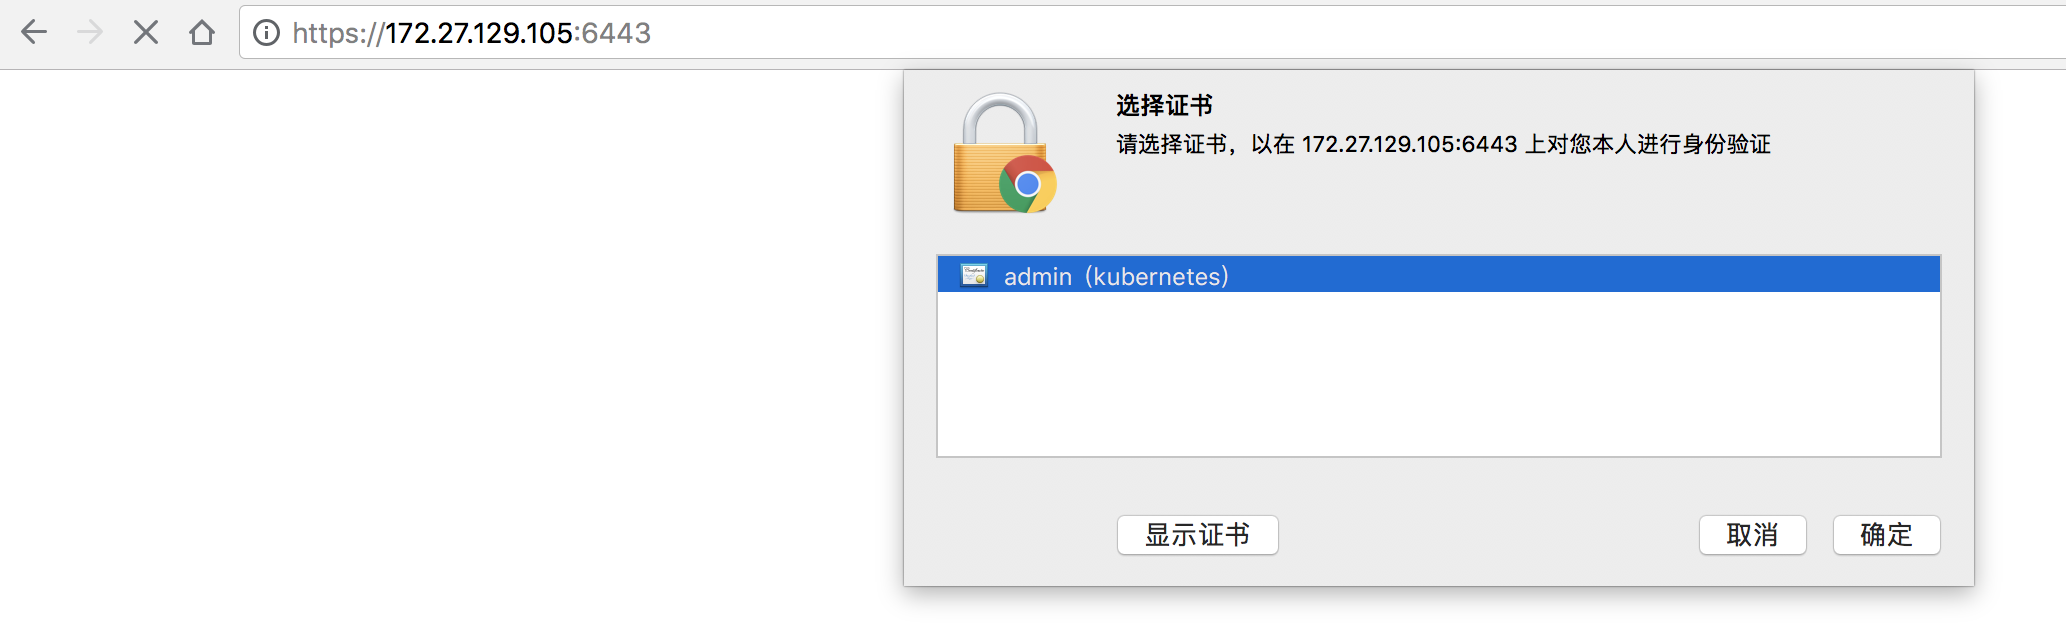 https://172.27.129.105:6443
选择证书
请选择证书，以在 172.27.129.105:6443 上对您本人进行身份验证
admin（kubernetes）
显示证书
取消
确定